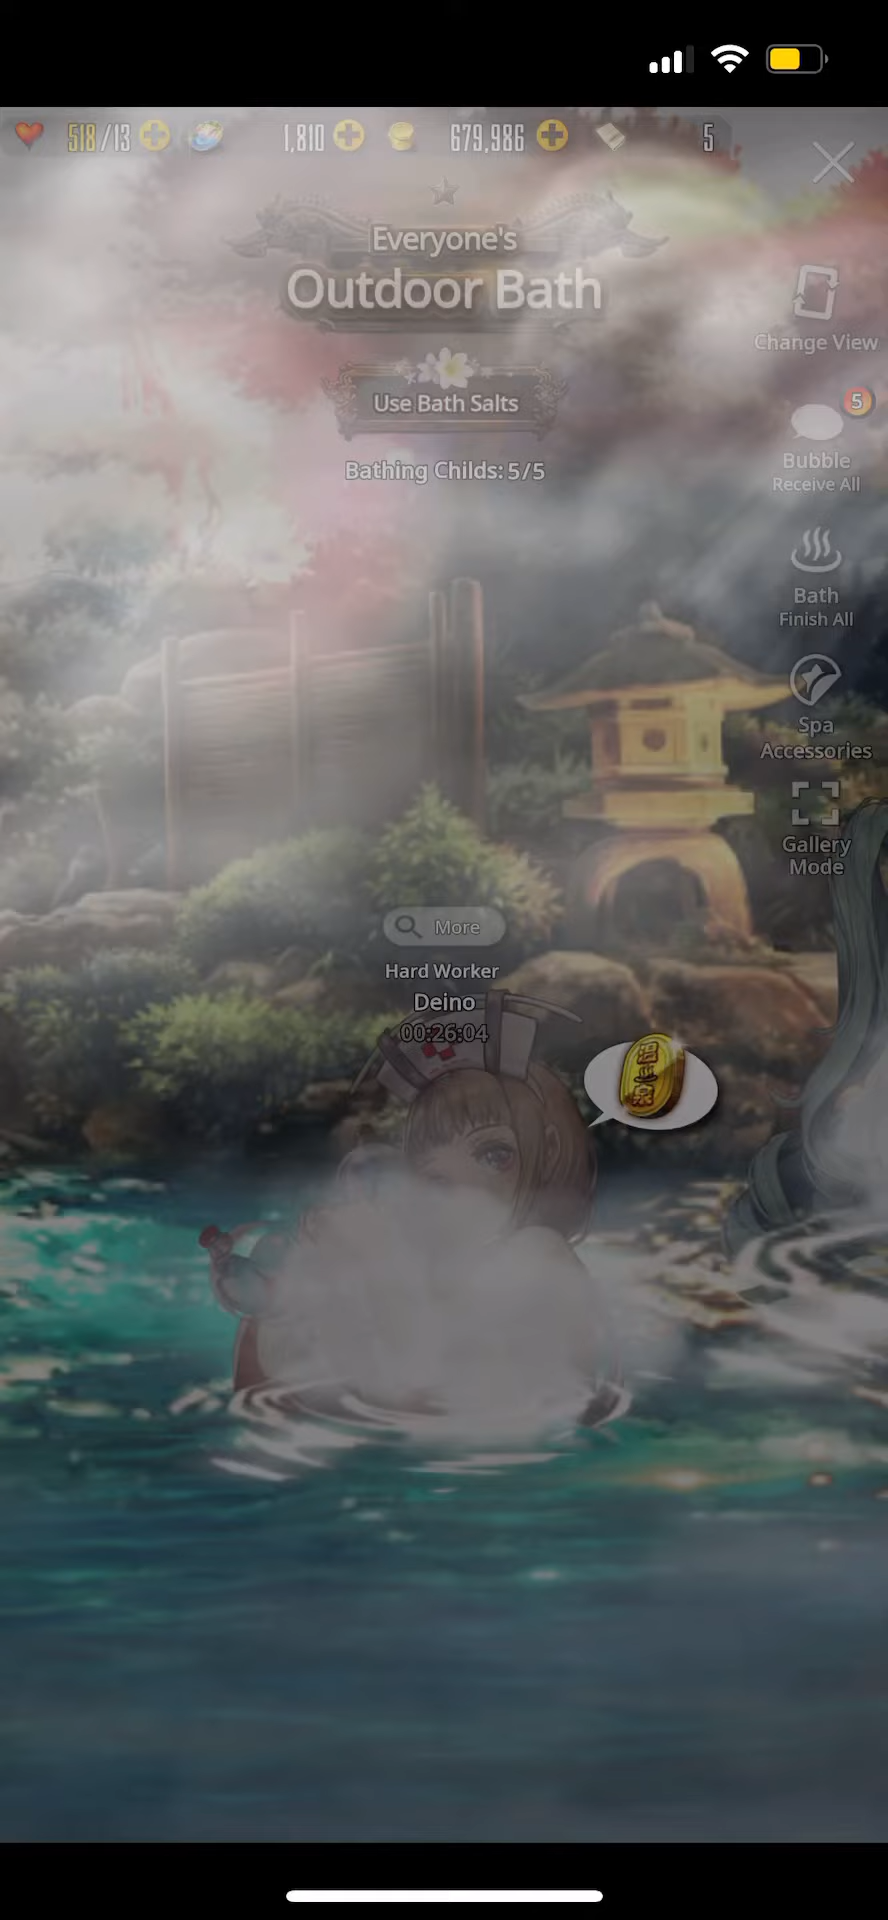 518/13
1,810
679,986
5
Everyone's
Outdoor Bath
Use Bath Salts
Bathing Childs: 5/5
Change View
5
Bubble
Receive All
Bath
Finish All
Spa
Accessories
Gallery
Mode
More
Hard Worker
Deino
00:26:04